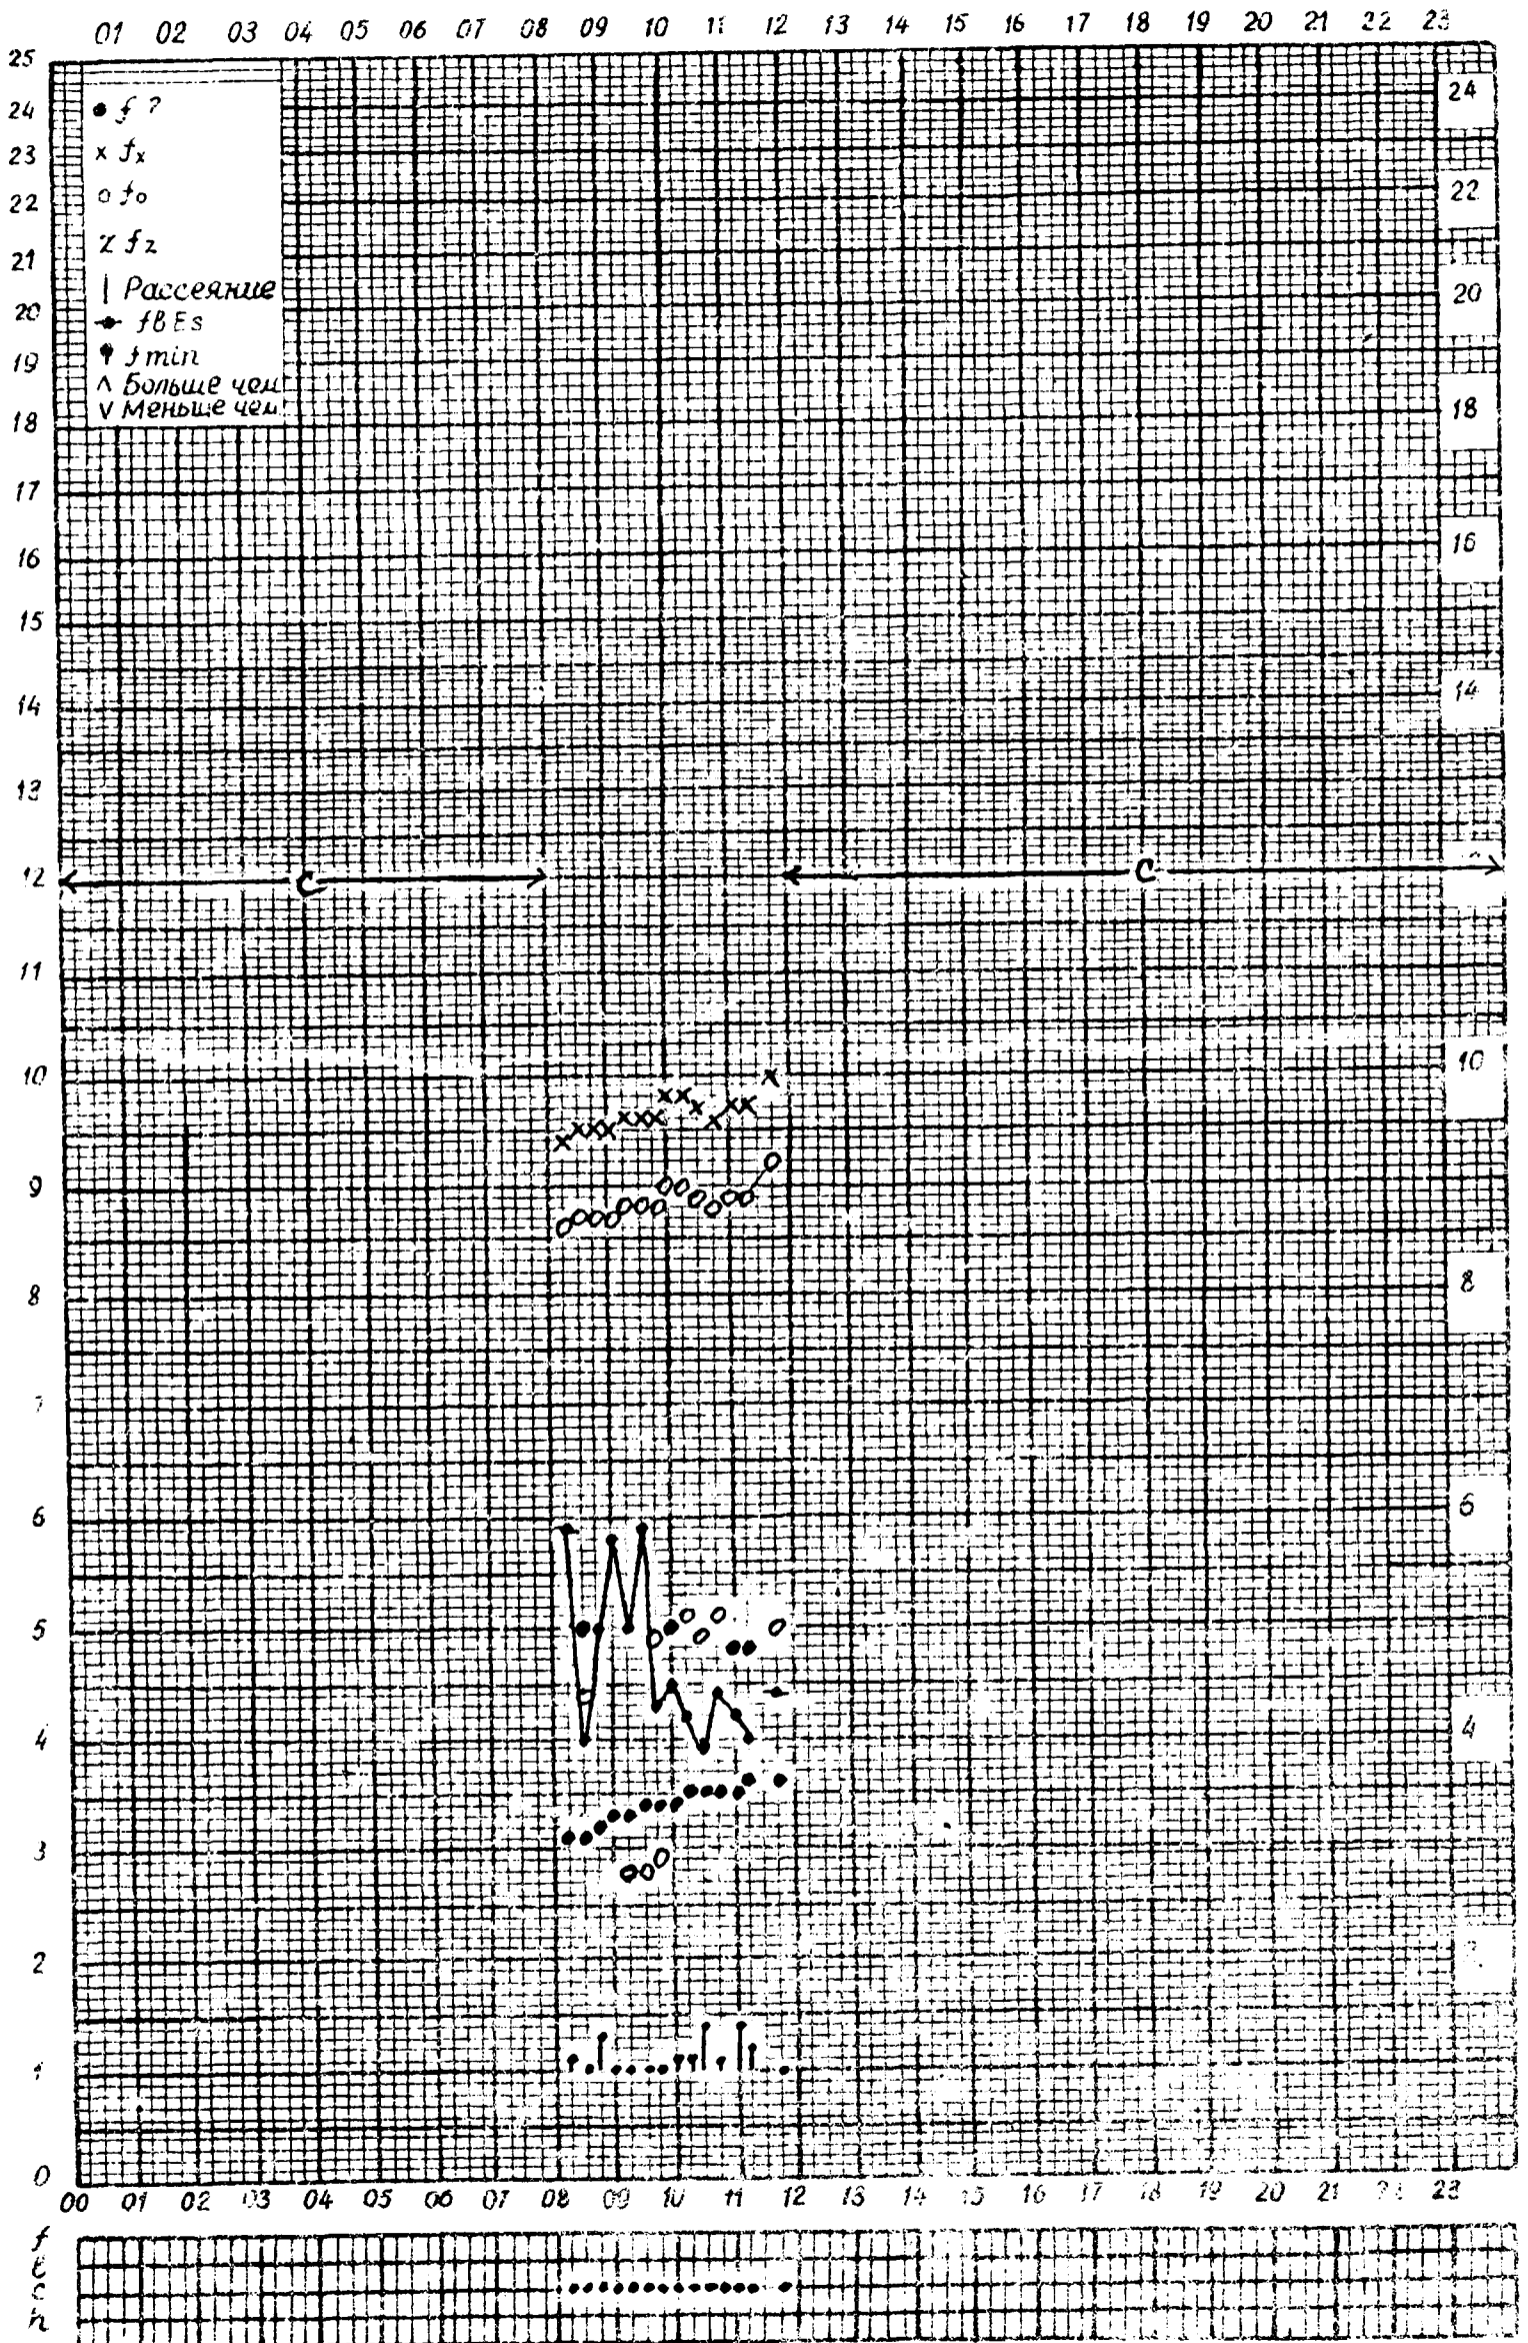 01 02 03 04 05 06 07 08 09 10 11 12 13 14 15 16 17 18 19 20 21 22 23
25
24 24
23
22 22
21
20 20
19
18 18
17
16 16
15
14 14
13
12
11
10 10
9
8 8
7
6 6
5
4 4
3
2 2
1
0
• f ?
x fx
o fo
z fz
| Рассеяние
fbEs
f min
∧ Больше чем
∨ Меньше чем
C C
00 01 02 03 04 05 06 07 08 09 10 11 12 13 14 15 16 17 18 19 20 21 22 23
f
ℓ
c
h